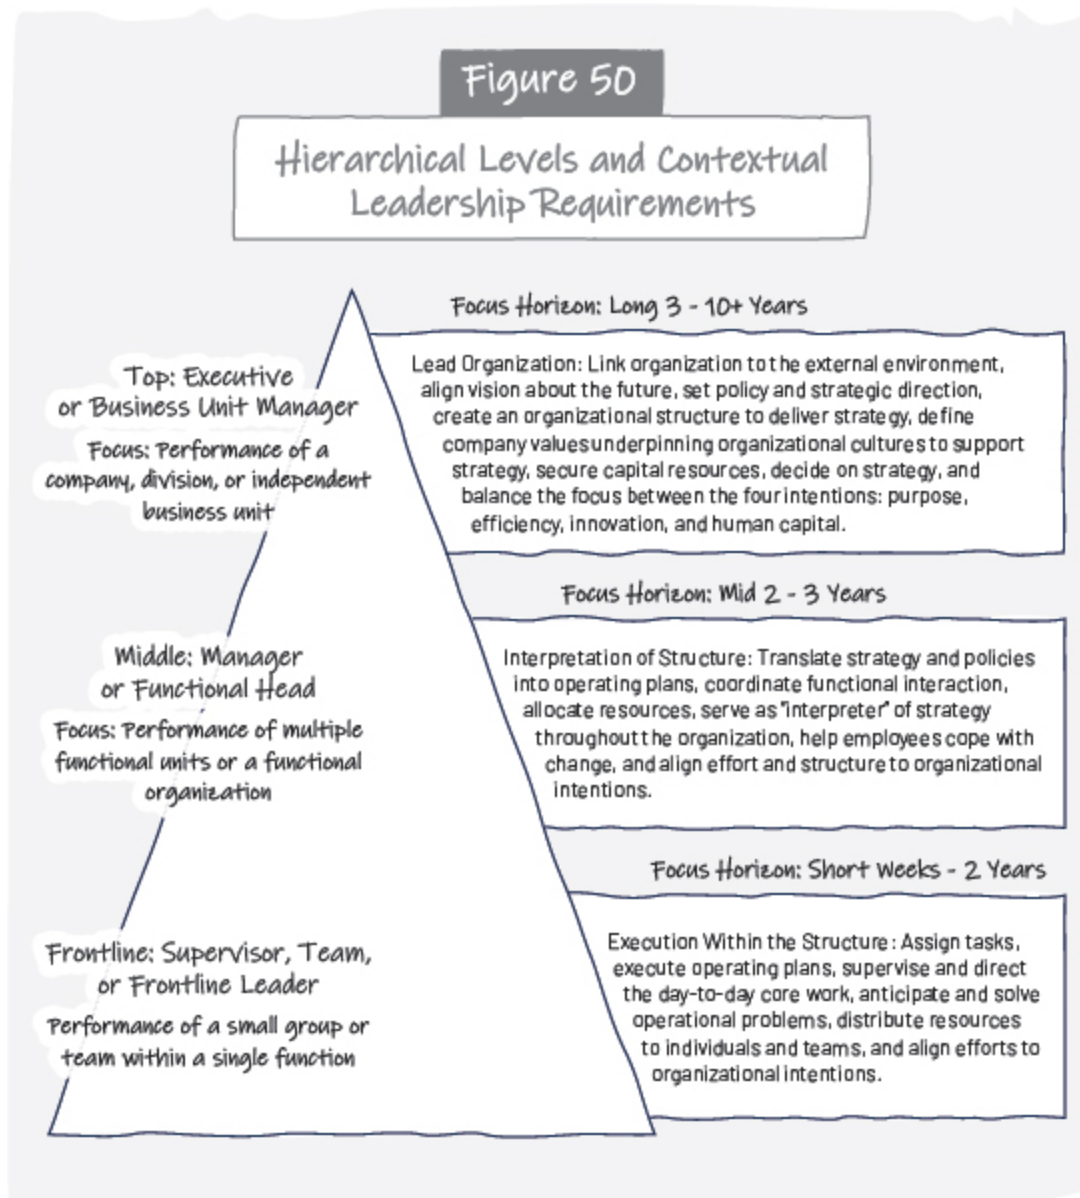 Figure 50
Hierarchical Levels and Contextual
Leadership Requirements
Focus Horizon: Long 3 - 10+ Years
Top: Executive
or Business Unit Manager
Focus: Performance of a
company, division, or independent
business unit
Lead Organization: Link organization to the external environment,
align vision about the future, set policy and strategic direction,
create an organizational structure to deliver strategy, define
company values underpinning organizational cultures to support
strategy, secure capital resources, decide on strategy, and
balance the focus between the four intentions: purpose,
efficiency, innovation, and human capital.
Focus Horizon: Mid 2 - 3 Years
Middle: Manager
or Functional Head
Focus: Performance of multiple
functional units or a functional
organization
Interpretation of Structure: Translate strategy and policies
into operating plans, coordinate functional interaction,
allocate resources, serve as "interpreter" of strategy
throughout the organization, help employees cope with
change, and align effort and structure to organizational
intentions.
Focus Horizon: Short Weeks - 2 Years
Frontline: Supervisor, Team,
or Frontline Leader
Performance of a small group or
team within a single function
Execution Within the Structure: Assign tasks,
execute operating plans, supervise and direct
the day-to-day core work, anticipate and solve
operational problems, distribute resources
to individuals and teams, and align efforts to
organizational intentions.